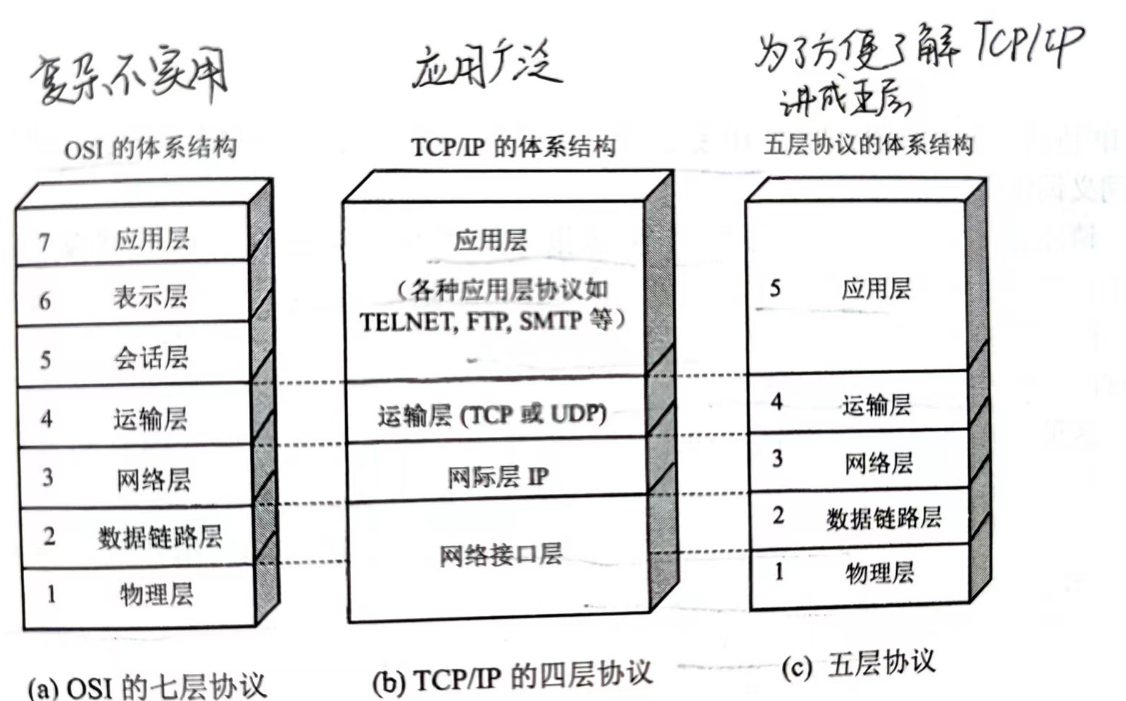 复杂不实用
应用广泛
为了方便了解 TCP/IP
讲成五层
OSI 的体系结构
7 应用层
6 表示层
5 会话层
4 运输层
3 网络层
2 数据链路层
1 物理层
(a) OSI 的七层协议
TCP/IP 的体系结构
应用层
（各种应用层协议如
TELNET, FTP, SMTP 等）
运输层 (TCP 或 UDP)
网际层 IP
网络接口层
(b) TCP/IP 的四层协议
五层协议的体系结构
5 应用层
4 运输层
3 网络层
2 数据链路层
1 物理层
(c) 五层协议